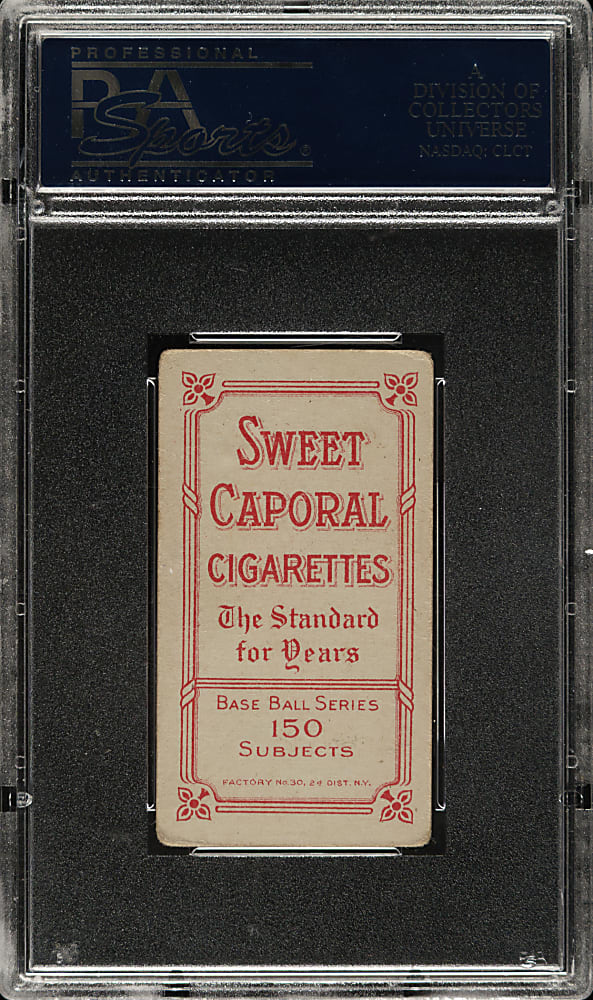 PROFESSIONAL
PSA
Sports
AUTHENTICATOR
A
DIVISION OF
COLLECTORS
UNIVERSE
NASDAQ: CLCT
SWEET
CAPORAL
CIGARETTES
The Standard
for Years
BASE BALL SERIES
150
SUBJECTS
FACTORY No. 30, 2d DIST. N.Y.